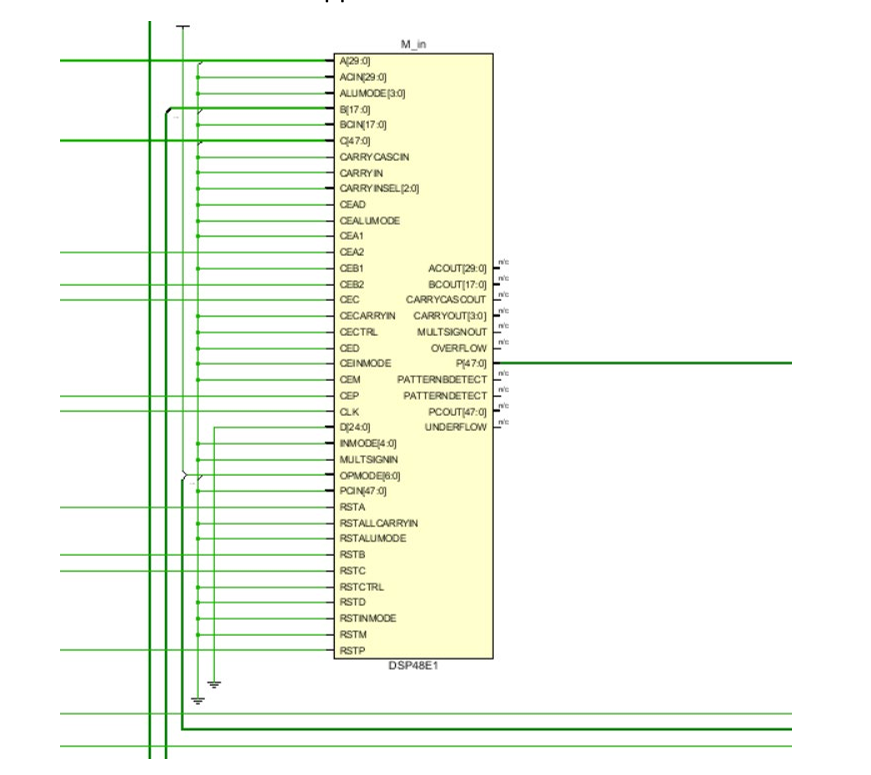 M_in
A[29:0]
ACIN[29:0]
ALUMODE[3:0]
B[17:0]
BCIN[17:0]
C[47:0]
CARRYCASCIN
CARRYIN
CARRYINSEL[2:0]
CEAD
CEALUMODE
CEA1
CEA2
CEB1
CEB2
CEC
CECARRYIN
CECTRL
CED
CEINMODE
CEM
CEP
CLK
D[24:0]
INMODE[4:0]
MULTSIGNIN
OPMODE[6:0]
PCIN[47:0]
RSTA
RSTALLCARRYIN
RSTALUMODE
RSTB
RSTC
RSTCTRL
RSTD
RSTINMODE
RSTM
RSTP
ACOUT[29:0] n/c
BCOUT[17:0] n/c
CARRYCASCOUT n/c
CARRYOUT[3:0] n/c
MULTSIGNOUT n/c
OVERFLOW n/c
P[47:0]
PATTERNBDETECT n/c
PATTERNDETECT n/c
PCOUT[47:0] n/c
UNDERFLOW n/c
DSP48E1